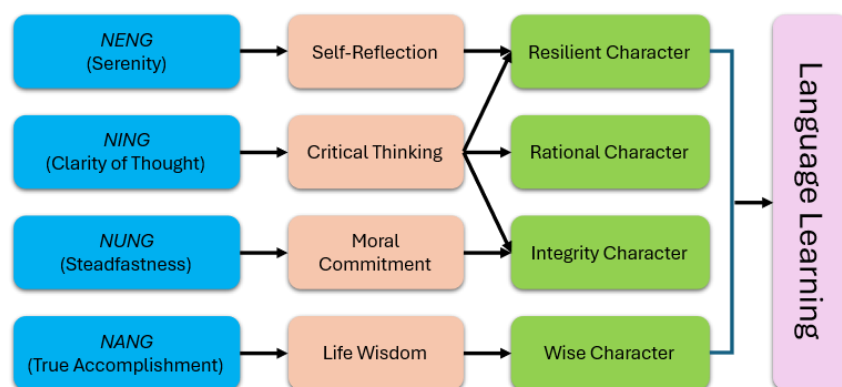 NENG
(Serenity)
Self-Reflection
Resilient Character
NING
(Clarity of Thought)
Critical Thinking
Rational Character
NUNG
(Steadfastness)
Moral
Commitment
Integrity Character
NANG
(True Accomplishment)
Life Wisdom
Wise Character
Language Learning